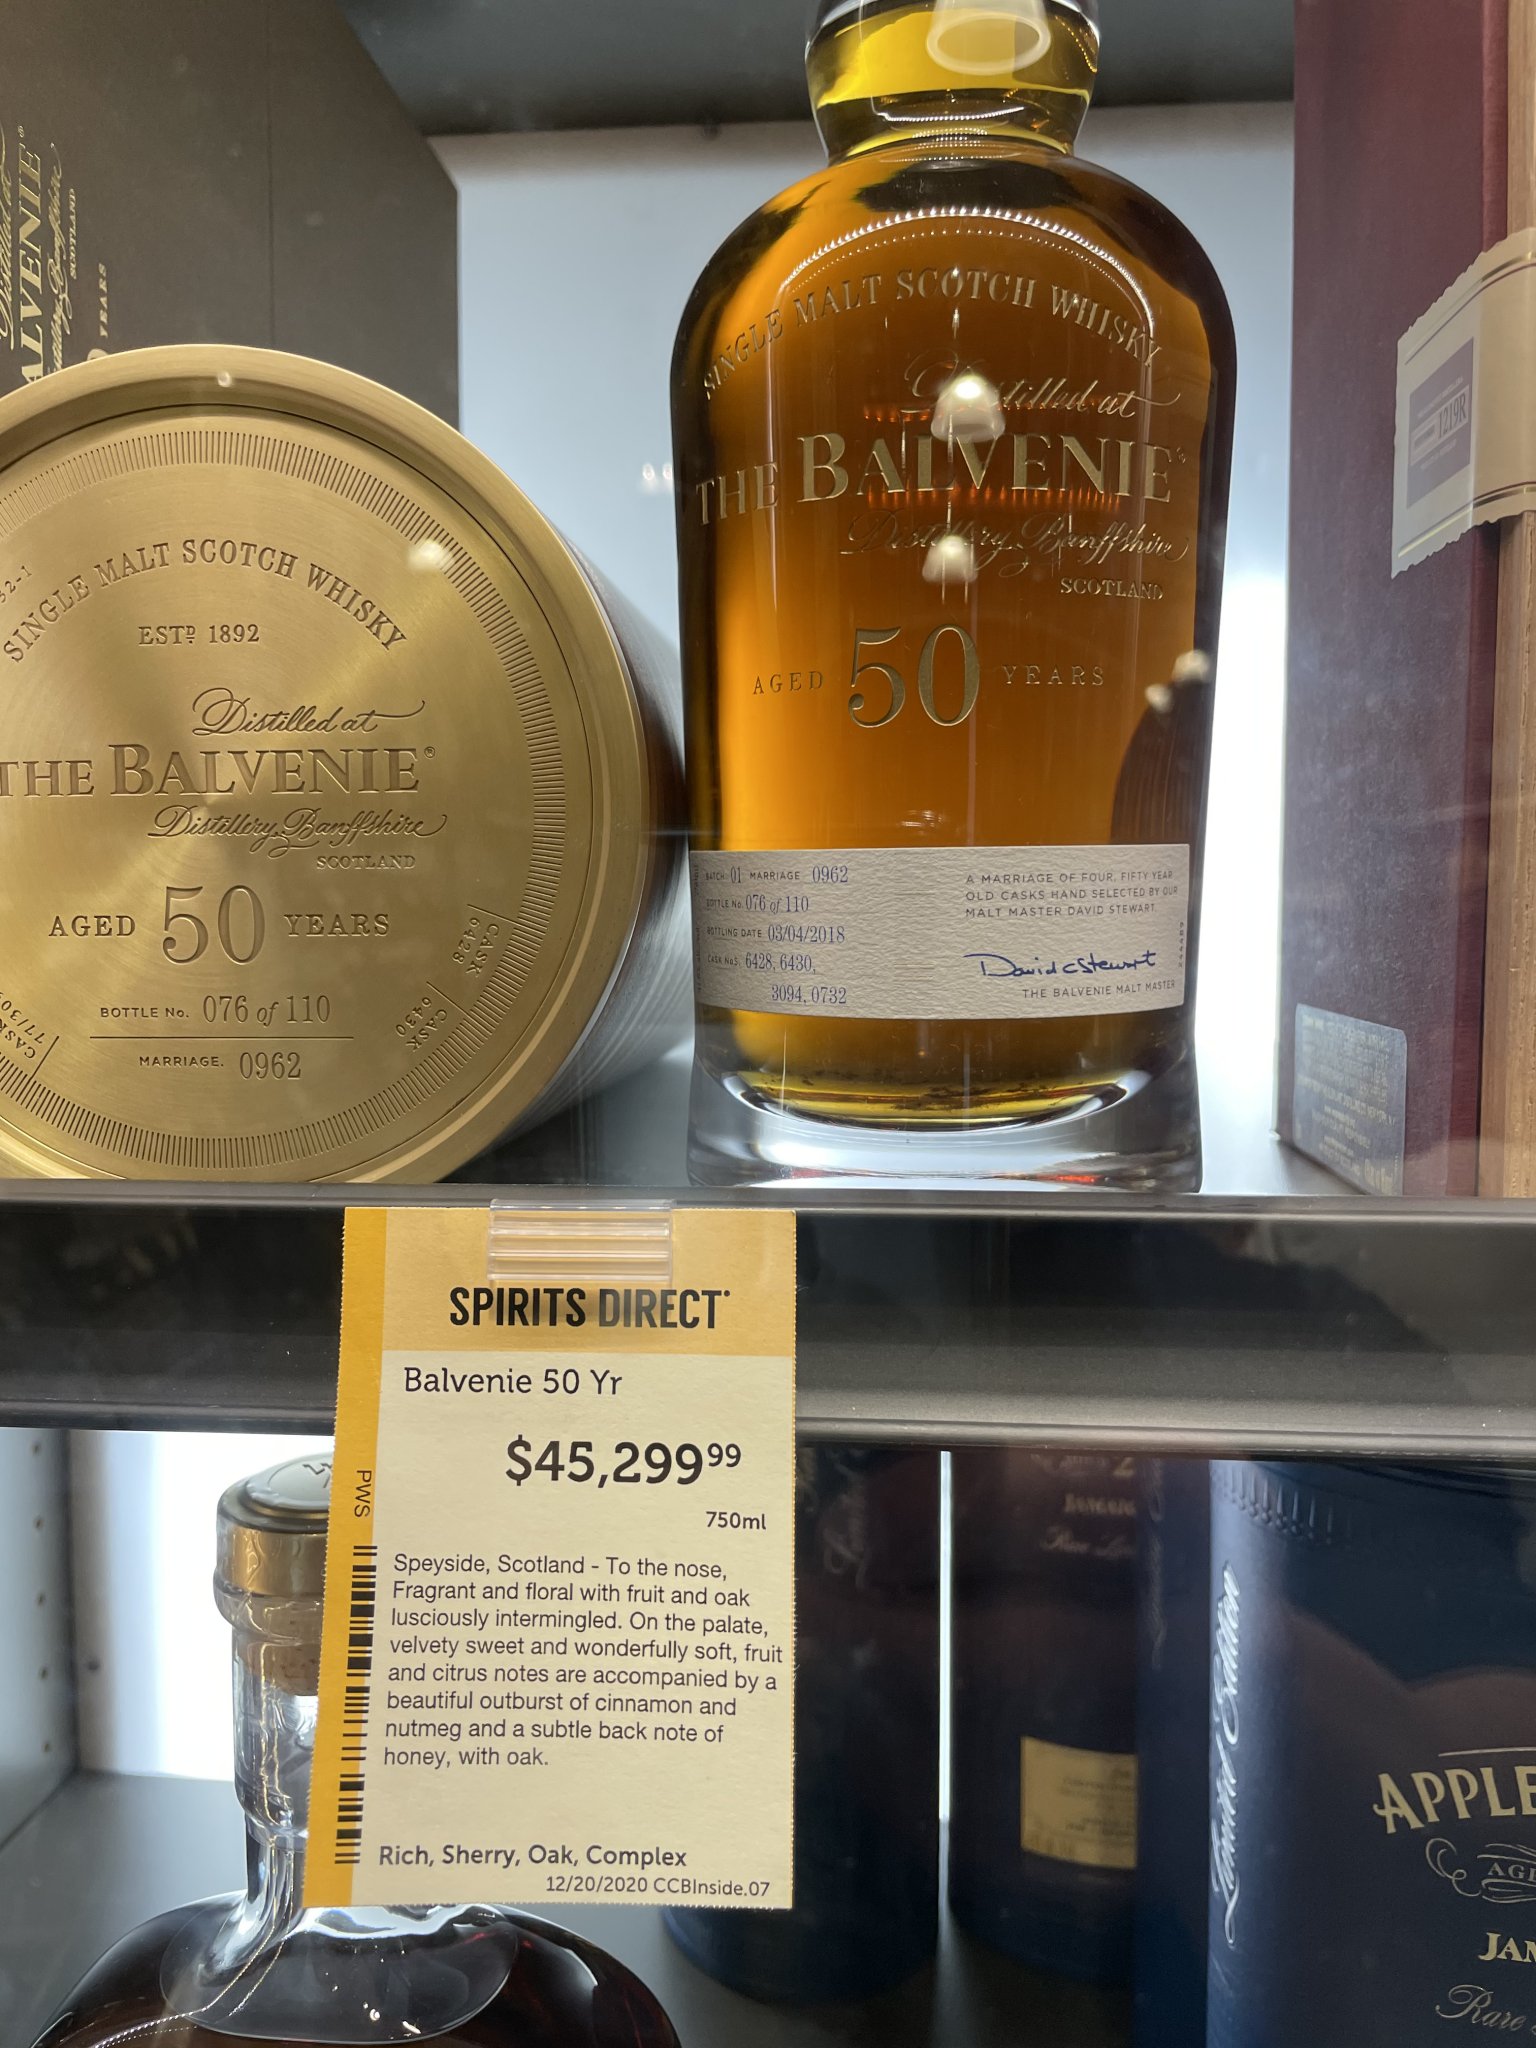 BALVENIE®
SCOTLAND
YEARS
SINGLE MALT SCOTCH WHISKY
ESTD 1892
Distilled at
THE BALVENIE®
Distillery, Banffshire
SCOTLAND
AGED 50 YEARS
BOTTLE No. 076 of 110
MARRIAGE. 0962
CASK
6428
CASK
6430
SINGLE MALT SCOTCH WHISKY
Distilled at
THE BALVENIE®
Distillery, Banffshire
SCOTLAND
AGED 50 YEARS
BATCH 01 MARRIAGE 0962
BOTTLE No. 076 of 110
BOTTLING DATE 03/04/2018
CASK Nos. 6428, 6430,
3094, 0732
A MARRIAGE OF FOUR, FIFTY YEAR
OLD CASKS HAND SELECTED BY OUR
MALT MASTER DAVID STEWART.
David C Stewart
THE BALVENIE MALT MASTER
1219R
SPIRITS DIRECT
Balvenie 50 Yr
$45,299 99
750ml
PWS
Speyside, Scotland - To the nose,
Fragrant and floral with fruit and oak
lusciously intermingled. On the palate,
velvety sweet and wonderfully soft, fruit
and citrus notes are accompanied by a
beautiful outburst of cinnamon and
nutmeg and a subtle back note of
honey, with oak.
Rich, Sherry, Oak, Complex
12/20/2020 CCBInside.07
Limited Edition
APPLE
AGE
JAM
Rare